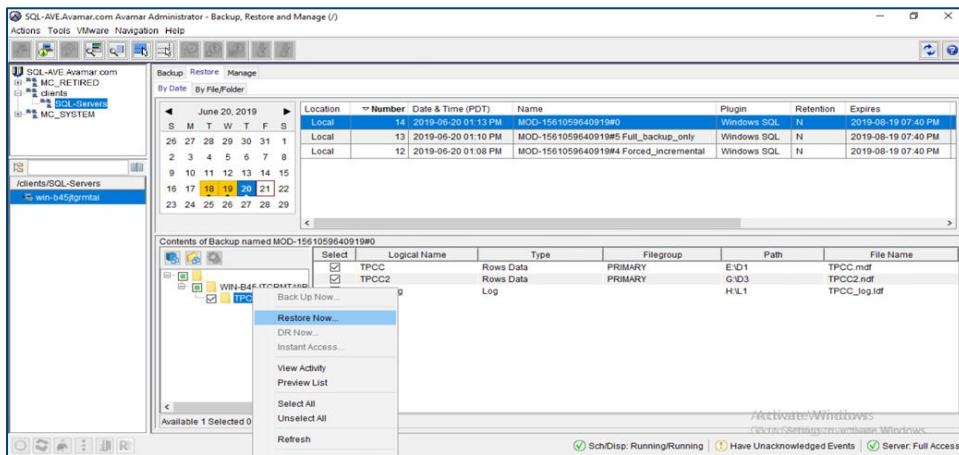 SQL-AVE.Avamar.com Avamar Administrator - Backup, Restore and Manage (/)
Actions Tools VMware Navigation Help
SQL-AVE.Avamar.com
MC_RETIRED
clients
SQL-Servers
MC_SYSTEM
/clients/SQL-Servers
win-b45jtgrmtai
Backup Restore Manage
By Date By File/Folder
June 20, 2019
S M T W T F S
26 27 28 29 30 31 1
2 3 4 5 6 7 8
9 10 11 12 13 14 15
16 17 18 19 20 21 22
23 24 25 26 27 28 29
Location Number Date & Time (PDT) Name Plugin Retention Expires
Local 14 2019-06-20 01:13 PM MOD-1561059640919#0 Windows SQL N 2019-08-19 07:40 PM
Local 13 2019-06-20 01:10 PM MOD-1561059640919#5 Full_backup_only Windows SQL N 2019-08-19 07:40 PM
Local 12 2019-06-20 01:08 PM MOD-1561059640919#4 Forced_incremental Windows SQL N 2019-08-19 07:40 PM
Contents of Backup named MOD-1561059640919#0
WIN-B45JTGRMTAI\P
TPC
Select Logical Name Type Filegroup Path File Name
TPCC Rows Data PRIMARY E:\D1 TPCC.mdf
TPCC2 Rows Data PRIMARY G:\D3 TPCC2.ndf
g Log H:\L1 TPCC_log.ldf
Back Up Now...
Restore Now...
DR Now...
Instant Access...
View Activity
Preview List
Select All
Unselect All
Refresh
Available 1 Selected 0
Activate Windows
Go to Settings to activate Windows.
Sch/Disp: Running/Running Have Unacknowledged Events Server: Full Access